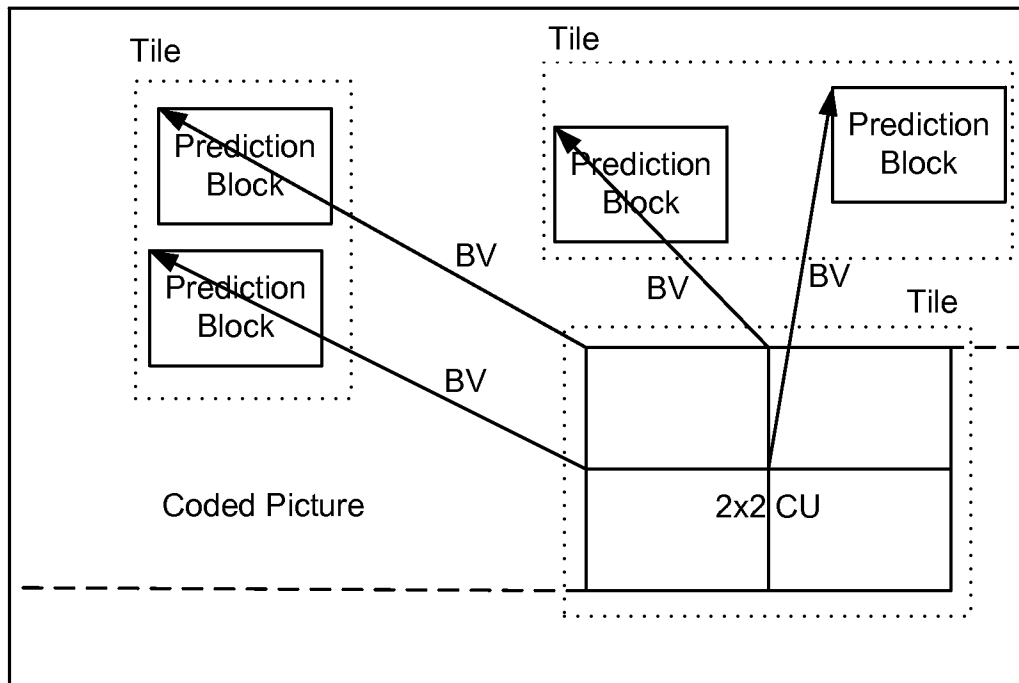 Tile
Tile
Prediction
Block
Prediction
Block
Prediction
Block
Prediction
Block
BV
BV
BV
BV
Tile
Coded Picture
2x2 CU